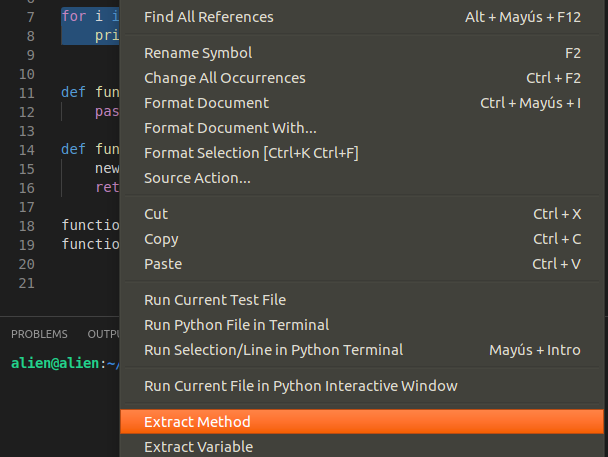 Find All References Alt + Mayús + F12
7 for i i
8 pri
Rename Symbol F2
9
Change All Occurrences Ctrl + F2
10
11 def fun
Format Document Ctrl + Mayús + I
12 pas
Format Document With...
13
14 def fun
Format Selection [Ctrl+K Ctrl+F]
15 new
Source Action...
16 ret
17
Cut Ctrl + X
18 functio
Copy Ctrl + C
19 functio
Paste Ctrl + V
20
21
Run Current Test File
Run Python File in Terminal
PROBLEMS OUTPU
Run Selection/Line in Python Terminal Mayús + Intro
alien@alien:~/
Run Current File in Python Interactive Window
Extract Method
Extract Variable